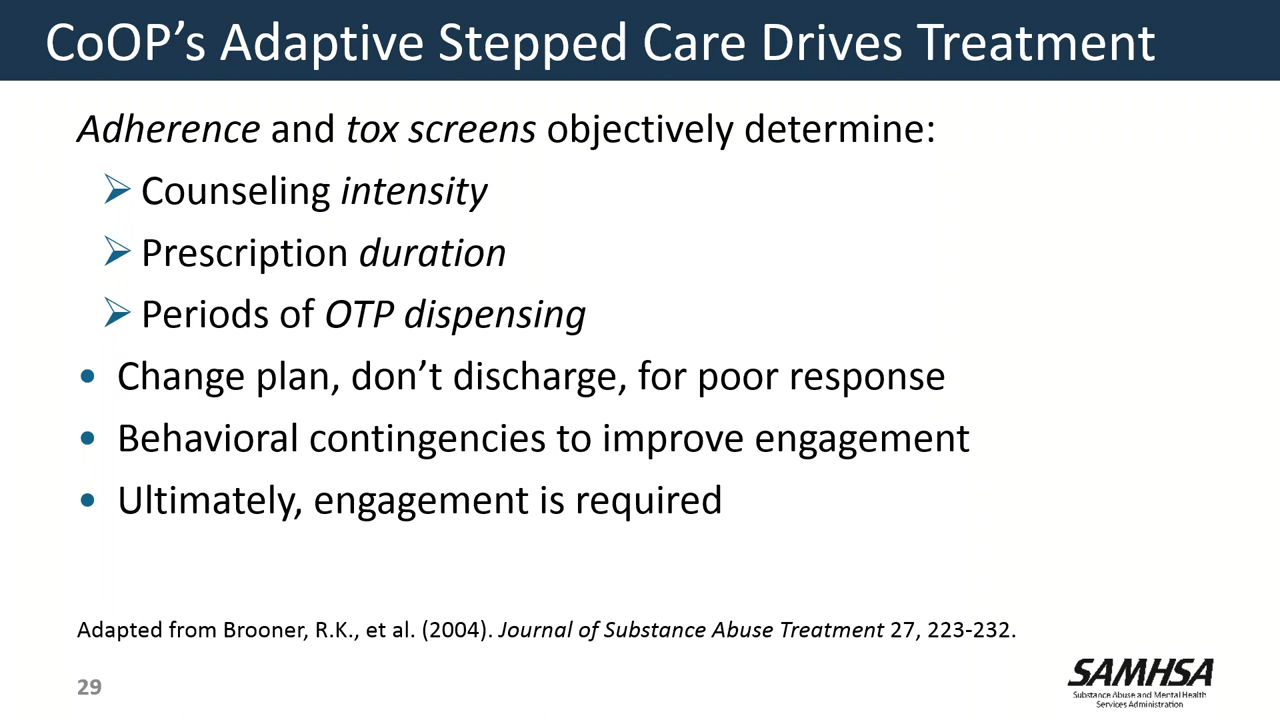 CoOP’s Adaptive Stepped Care Drives Treatment
Adherence and tox screens objectively determine:
➢ Counseling intensity
➢ Prescription duration
➢ Periods of OTP dispensing
• Change plan, don’t discharge, for poor response
• Behavioral contingencies to improve engagement
• Ultimately, engagement is required
Adapted from Brooner, R.K., et al. (2004). Journal of Substance Abuse Treatment 27, 223-232.
29
SAMHSA
Substance Abuse and Mental Health
Services Administration